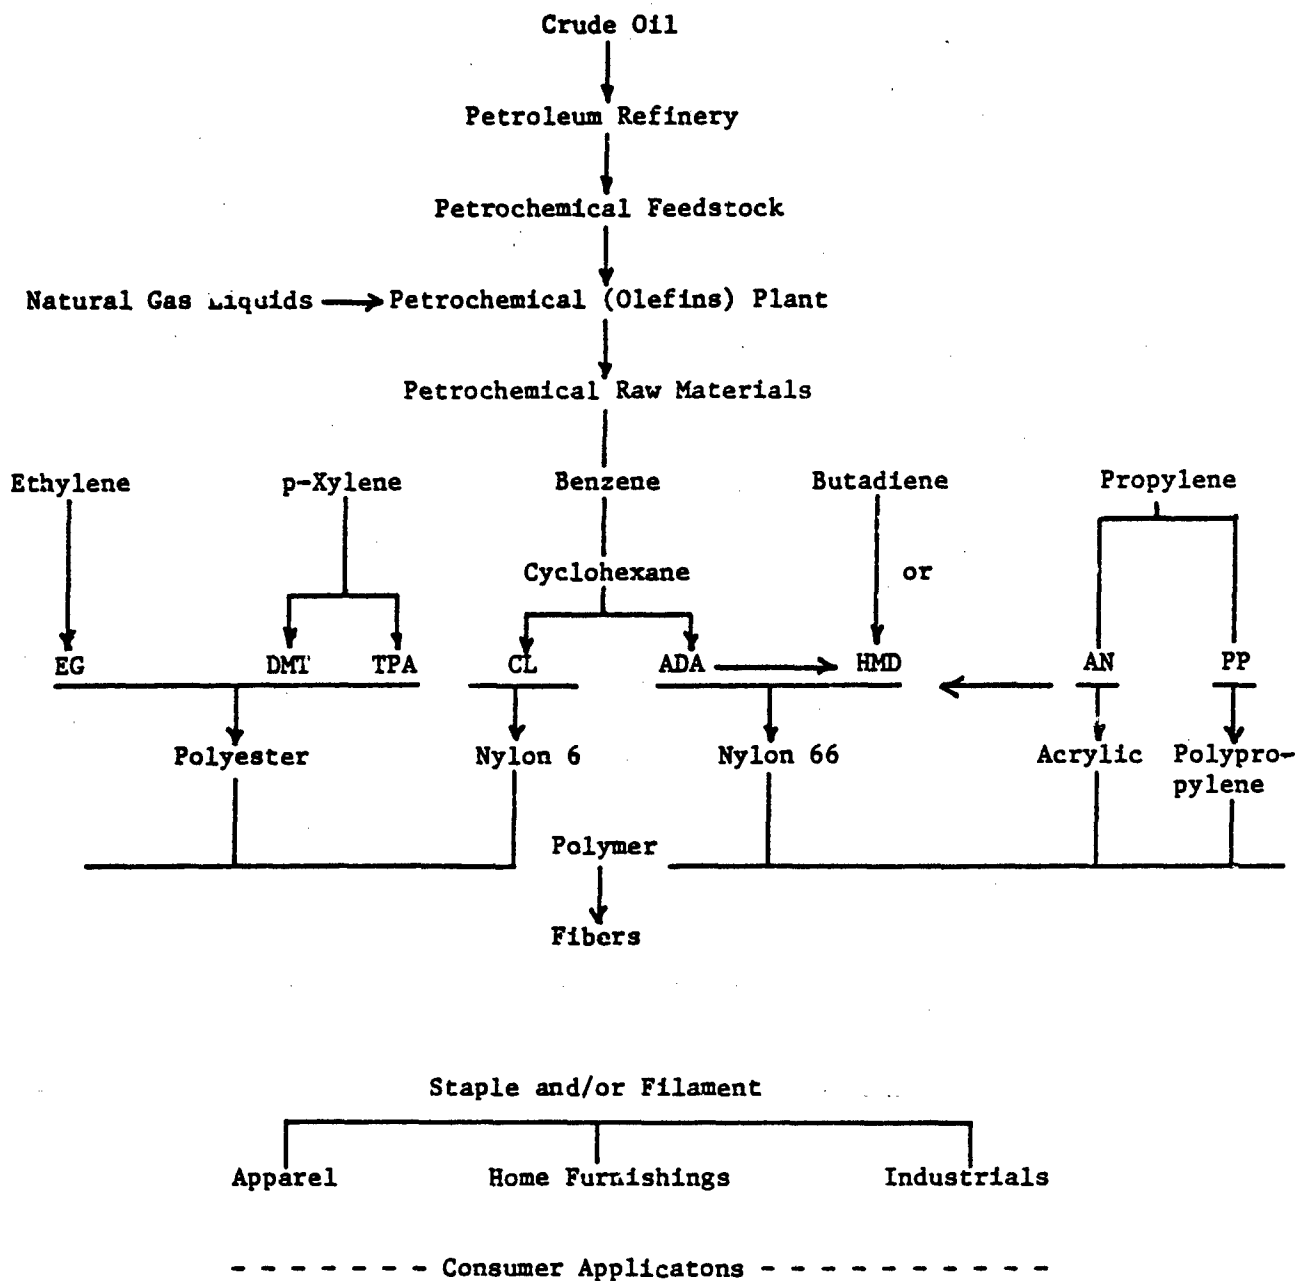 Crude Oil
Petroleum Refinery
Petrochemical Feedstock
Natural Gas Liquids Petrochemical (Olefins) Plant
Petrochemical Raw Materials
Ethylene p-Xylene Benzene Butadiene Propylene
Cyclohexane or
EG DMT TPA CL ADA HMD AN PP
Polyester Nylon 6 Nylon 66 Acrylic Polypro-
pylene
Polymer
Fibers
Staple and/or Filament
Apparel Home Furnishings Industrials
- - - - - - - - Consumer Applicatons - - - - - - - - - -